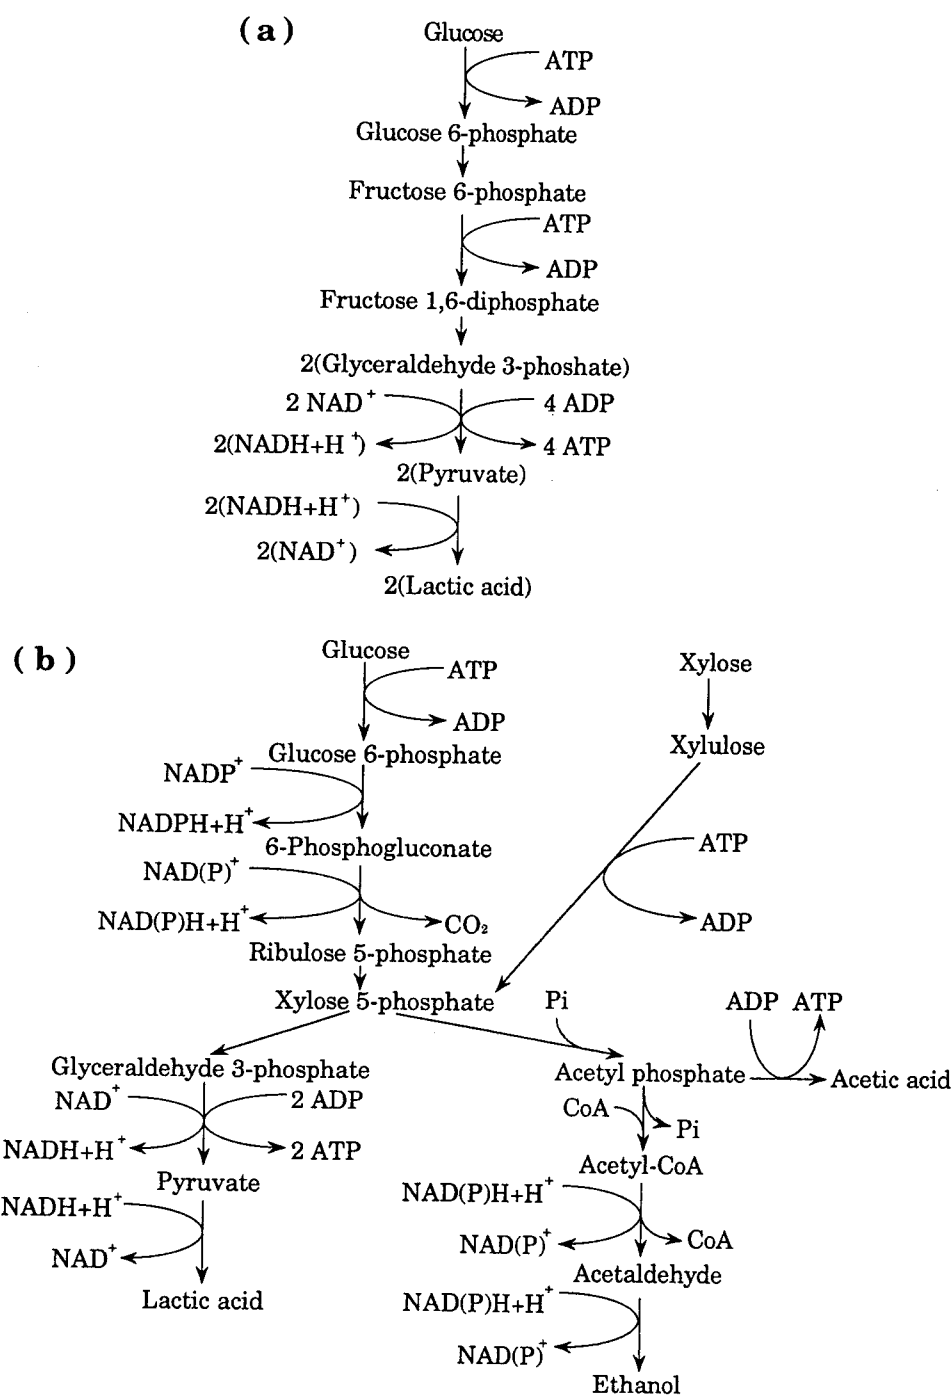 (a)
Glucose
ATP
ADP
Glucose 6-phosphate
Fructose 6-phosphate
ATP
ADP
Fructose 1,6-diphosphate
2(Glyceraldehyde 3-phoshate)
2 NAD⁺ 4 ADP
2(NADH+H⁺) 4 ATP
2(Pyruvate)
2(NADH+H⁺)
2(NAD⁺)
2(Lactic acid)
(b)
Glucose
ATP
ADP
Glucose 6-phosphate
NADP⁺
NADPH+H⁺
6-Phosphogluconate
NAD(P)⁺
NAD(P)H+H⁺ CO₂
Ribulose 5-phosphate
Xylose 5-phosphate
Xylose
Xylulose
ATP
ADP
Glyceraldehyde 3-phosphate
NAD⁺ 2 ADP
NADH+H⁺ 2 ATP
Pyruvate
NADH+H⁺
NAD⁺
Lactic acid
Pi
ADP ATP
Acetyl phosphate Acetic acid
CoA
Pi
Acetyl-CoA
NAD(P)H+H⁺
NAD(P)⁺ CoA
Acetaldehyde
NAD(P)H+H⁺
NAD(P)⁺
Ethanol